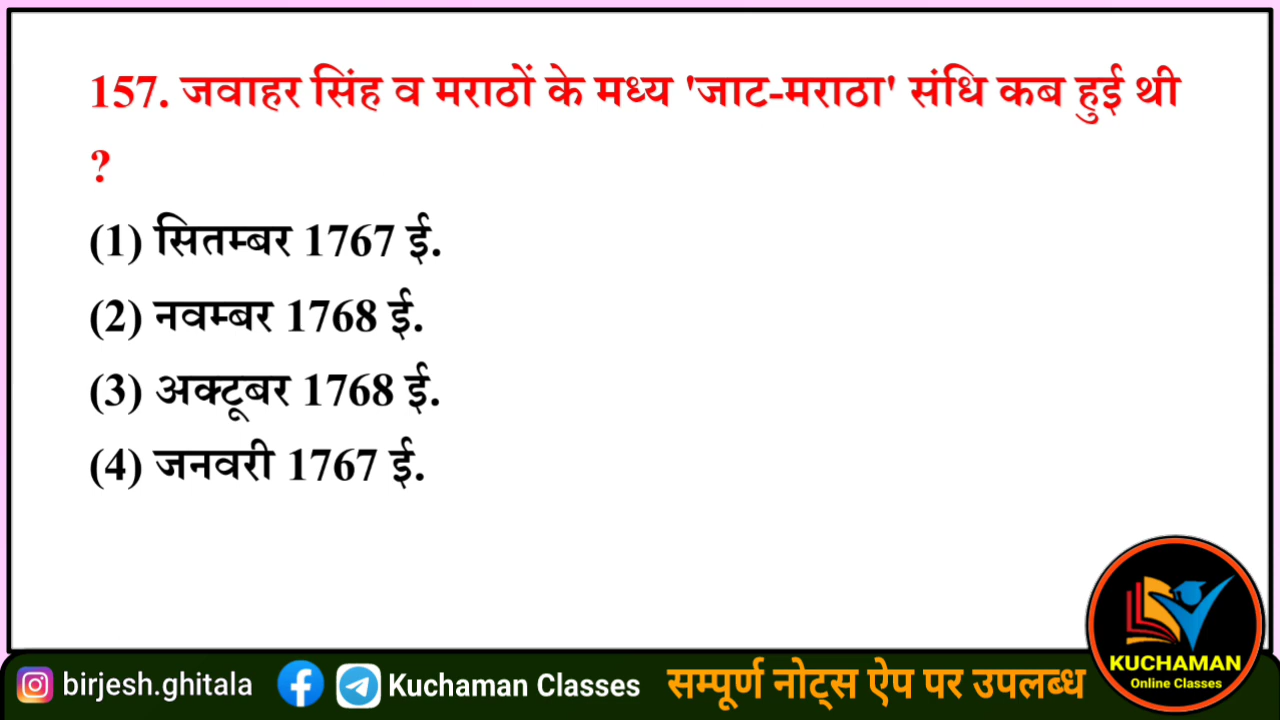 157. जवाहर सिंह व मराठों के मध्य 'जाट-मराठा' संधि कब हुई थी
?
(1) सितम्बर 1767 ई.
(2) नवम्बर 1768 ई.
(3) अक्टूबर 1768 ई.
(4) जनवरी 1767 ई.
birjesh.ghitala Kuchaman Classes सम्पूर्ण नोट्स ऐप पर उपलब्ध
KUCHAMAN
Online Classes